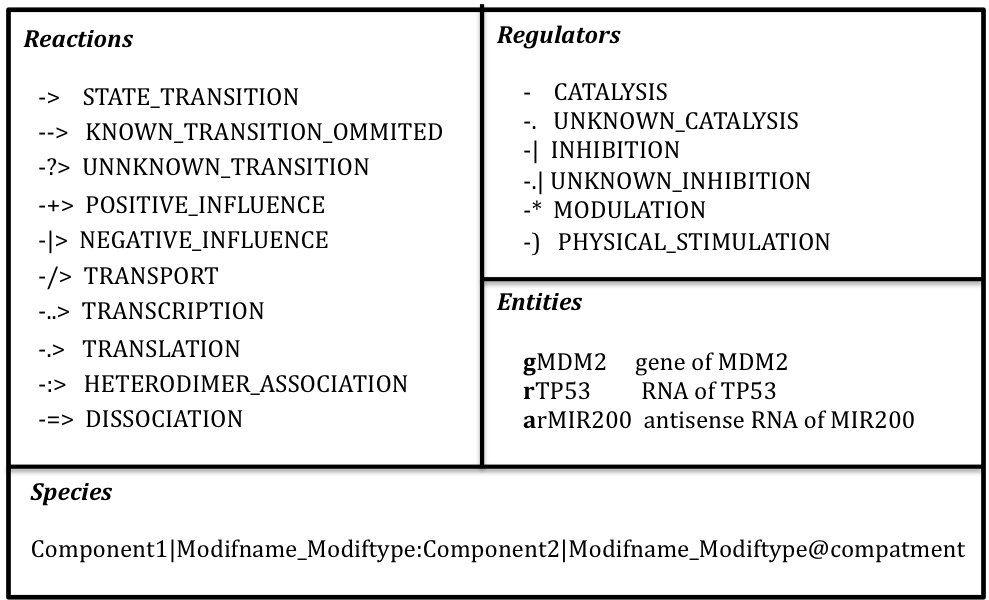 Reactions
-> STATE_TRANSITION
--> KNOWN_TRANSITION_OMMITED
-?> UNNKNOWN_TRANSITION
-+> POSITIVE_INFLUENCE
-|> NEGATIVE_INFLUENCE
-/> TRANSPORT
-..> TRANSCRIPTION
-.> TRANSLATION
-:> HETERODIMER_ASSOCIATION
-=> DISSOCIATION
Regulators
- CATALYSIS
-. UNKNOWN_CATALYSIS
-| INHIBITION
-.| UNKNOWN_INHIBITION
-* MODULATION
-) PHYSICAL_STIMULATION
Entities
gMDM2 gene of MDM2
rTP53 RNA of TP53
arMIR200 antisense RNA of MIR200
Species
Component1|Modifname_Modiftype:Component2|Modifname_Modiftype@compatment